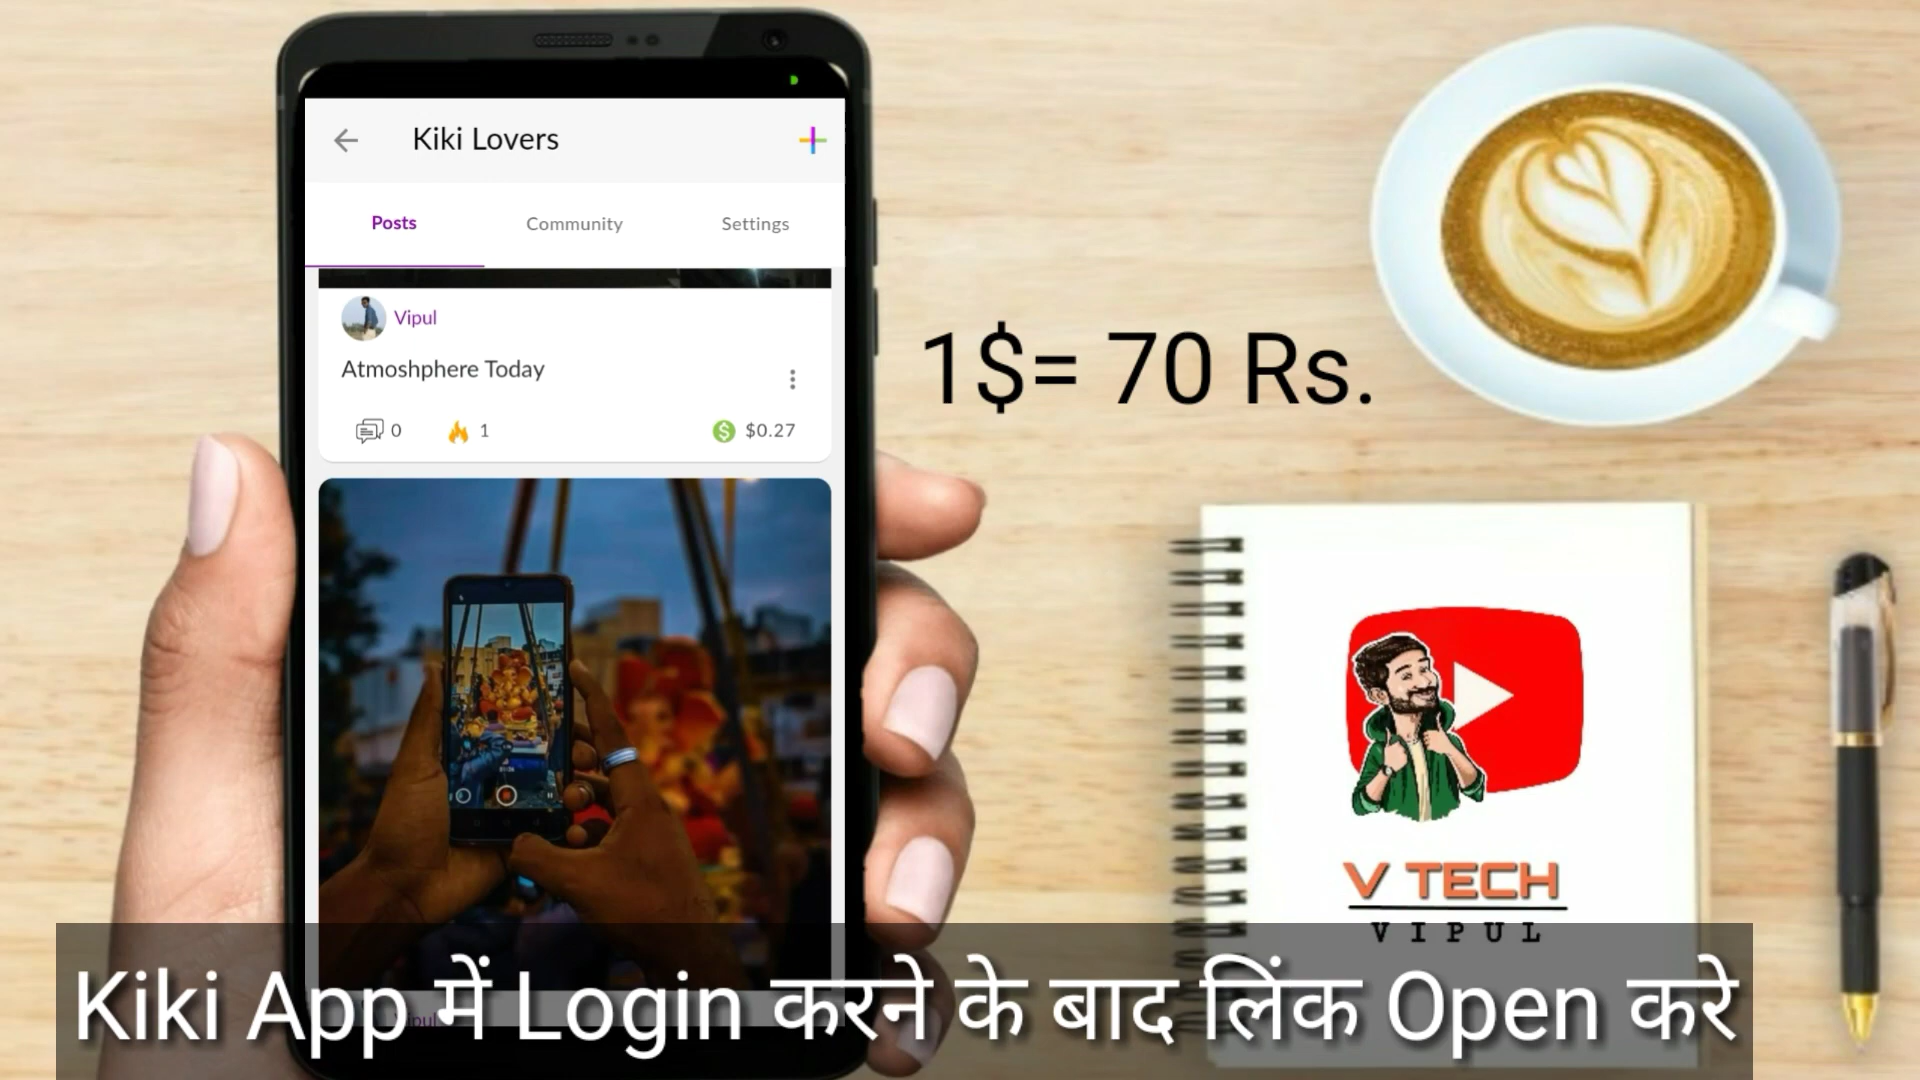 Kiki Lovers
Posts Community Settings
Vipul
Atmoshphere Today
0 1 $0.27
1$= 70 Rs.
V TECH
VIPUL
Vipul
Kiki App में Login करने के बाद लिंक Open करे